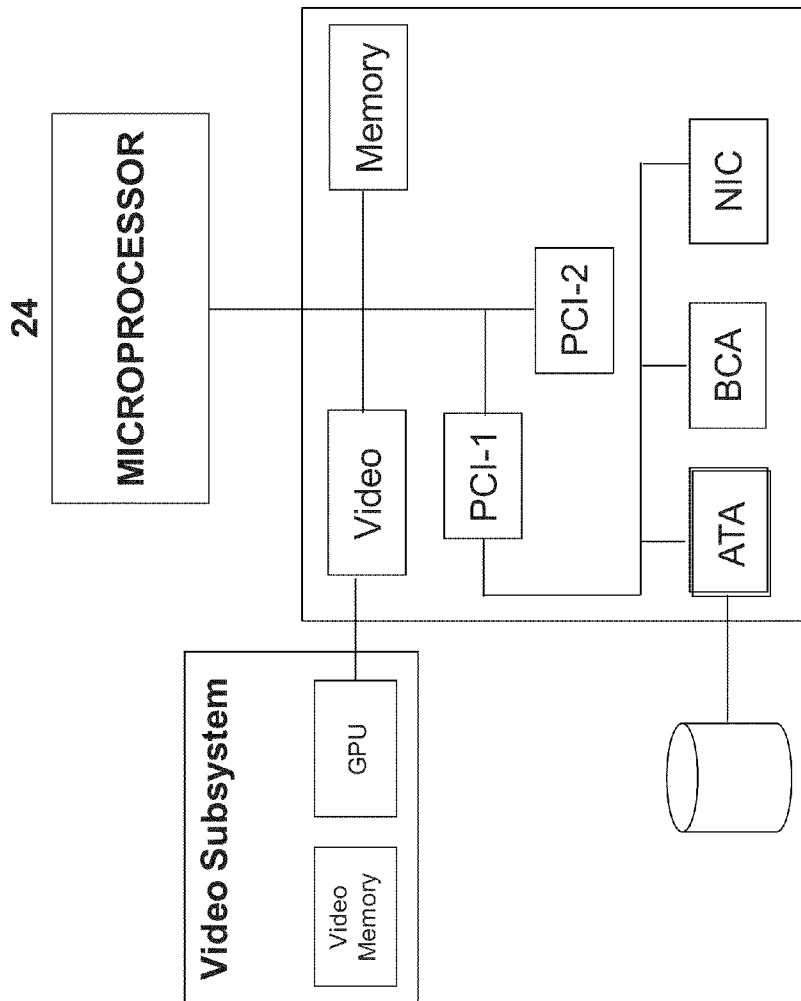 24
MICROPROCESSOR
Memory
Video
PCI-1
PCI-2
NIC
BCA
ATA
Video Subsystem
GPU
Video
Memory